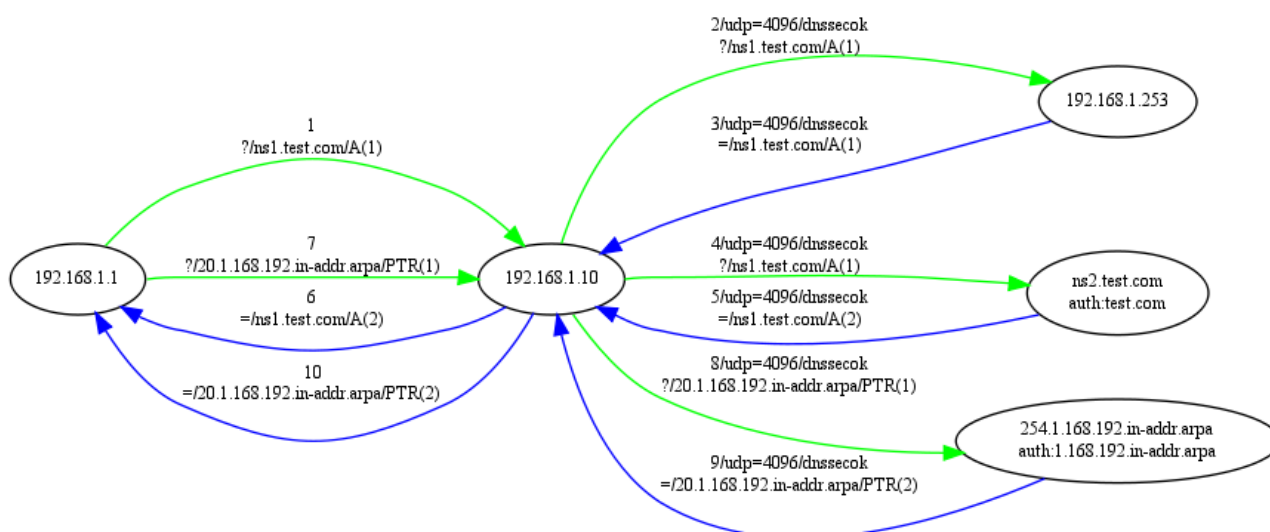 2/udp=4096/dnssecok
?/ns1.test.com/A(1)
192.168.1.253
1
?/ns1.test.com/A(1)
3/udp=4096/dnssecok
=/ns1.test.com/A(1)
7
?/20.1.168.192.in-addr.arpa/PTR(1)
4/udp=4096/dnssecok
?/ns1.test.com/A(1)
192.168.1.1
192.168.1.10
ns2.test.com
auth:test.com
6
=/ns1.test.com/A(2)
5/udp=4096/dnssecok
=/ns1.test.com/A(2)
10
=/20.1.168.192.in-addr.arpa/PTR(2)
8/udp=4096/dnssecok
?/20.1.168.192.in-addr.arpa/PTR(1)
254.1.168.192.in-addr.arpa
auth:1.168.192.in-addr.arpa
9/udp=4096/dnssecok
=/20.1.168.192.in-addr.arpa/PTR(2)